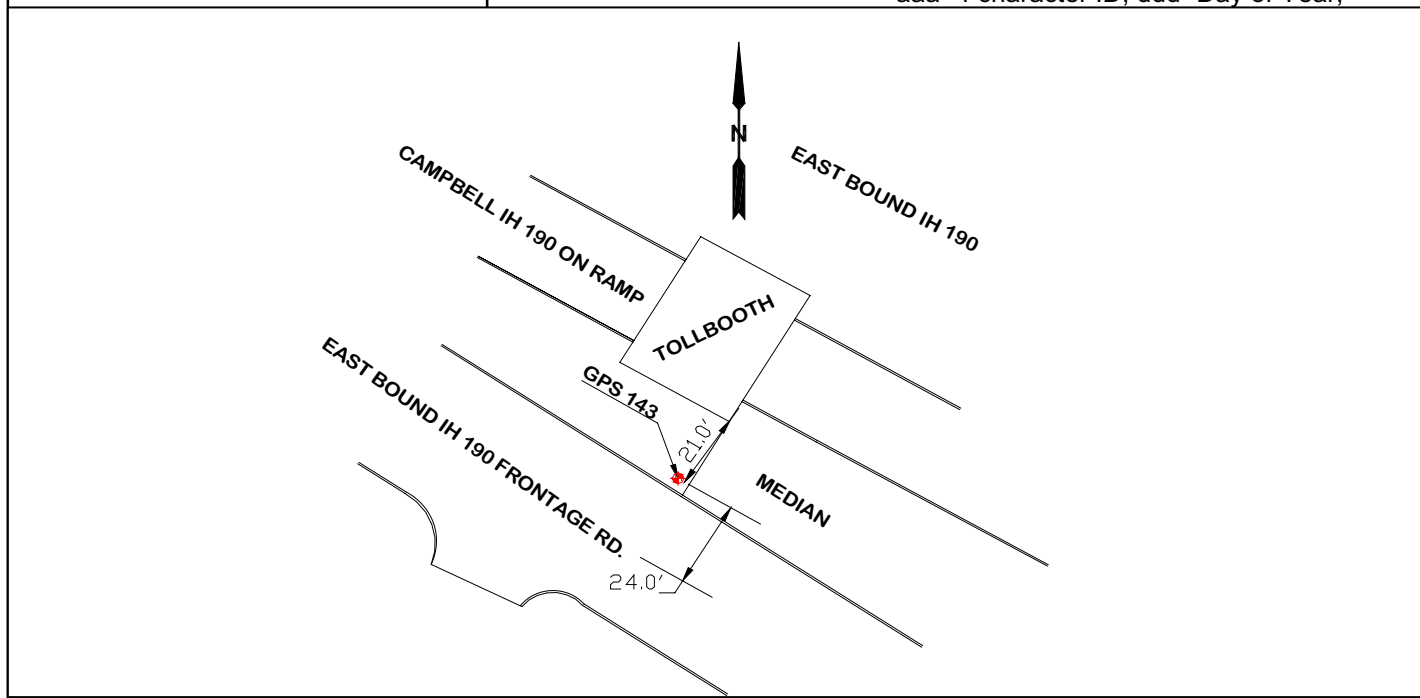 N
EAST BOUND IH 190
CAMPBELL IH 190 ON RAMP
TOLLBOOTH
EAST BOUND IH 190 FRONTAGE RD.
GPS 143
21.0'
MEDIAN
24.0'